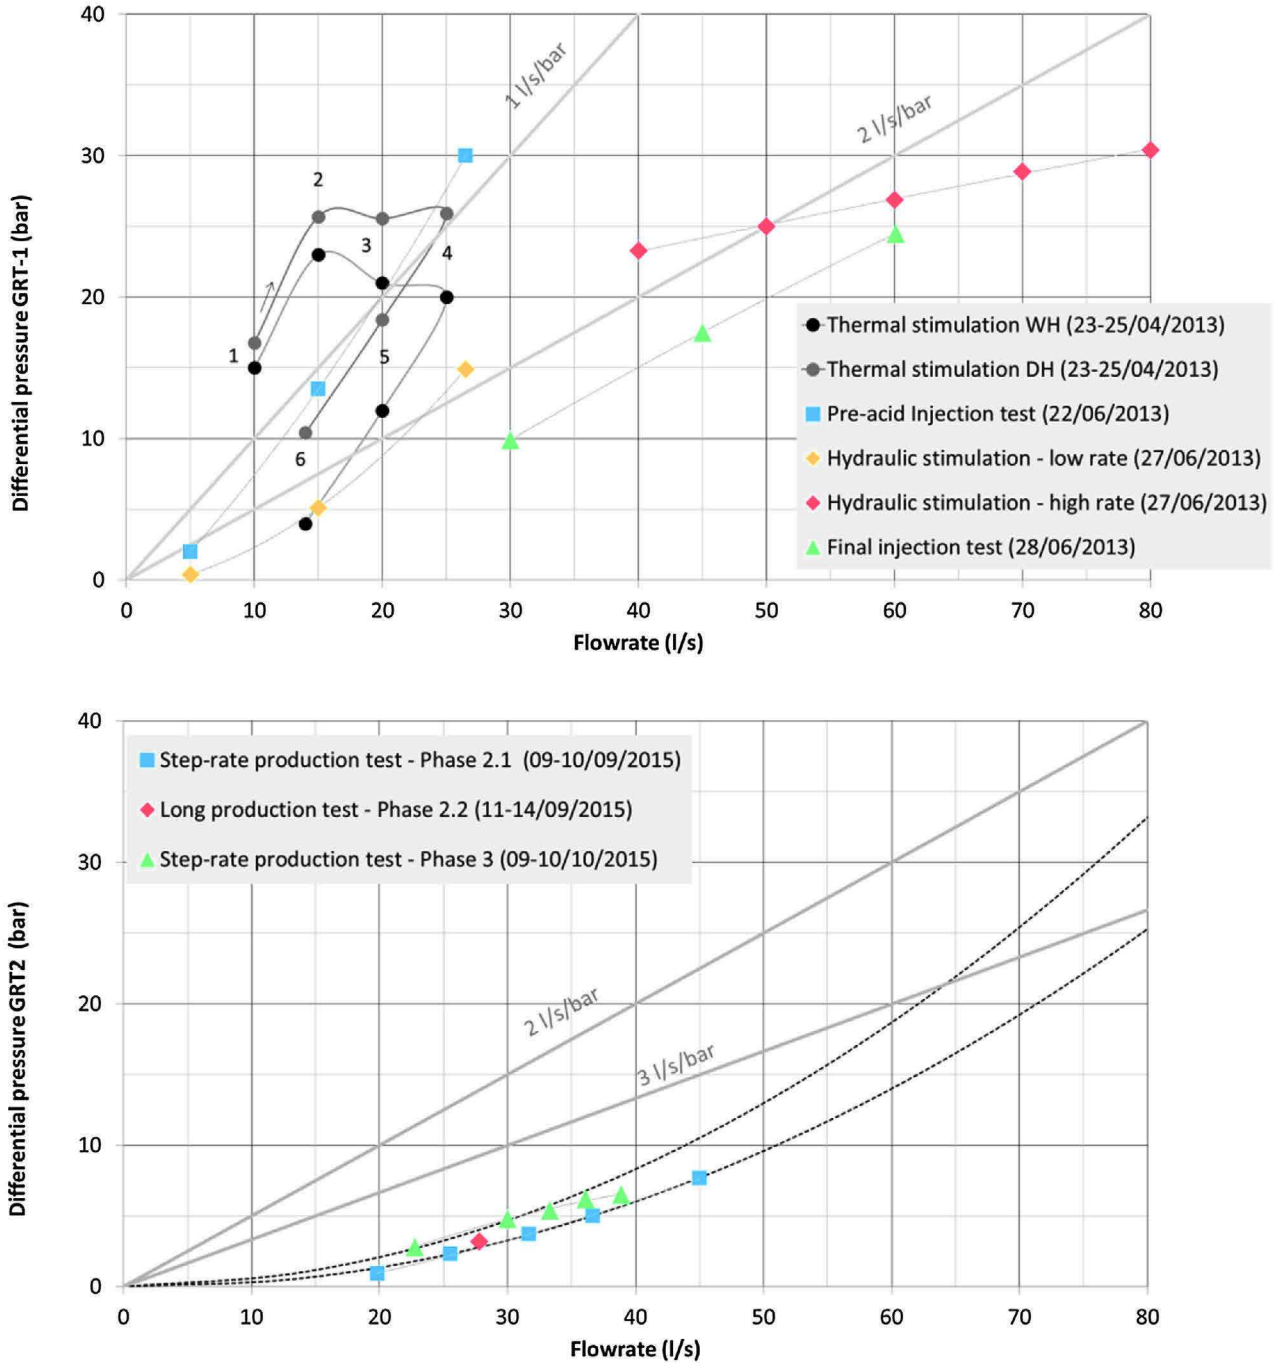 40
30
20
10
0
Differential pressure GRT-1 (bar)
1 l/s/bar
2 l/s/bar
1
2
3
4
5
6
Thermal stimulation WH (23-25/04/2013)
Thermal stimulation DH (23-25/04/2013)
Pre-acid Injection test (22/06/2013)
Hydraulic stimulation - low rate (27/06/2013)
Hydraulic stimulation - high rate (27/06/2013)
Final injection test (28/06/2013)
0 10 20 30 40 50 60 70 80
Flowrate (l/s)
40
30
20
10
0
Differential pressure GRT2 (bar)
Step-rate production test - Phase 2.1 (09-10/09/2015)
Long production test - Phase 2.2 (11-14/09/2015)
Step-rate production test - Phase 3 (09-10/10/2015)
2 l/s/bar
3 l/s/bar
0 10 20 30 40 50 60 70 80
Flowrate (l/s)